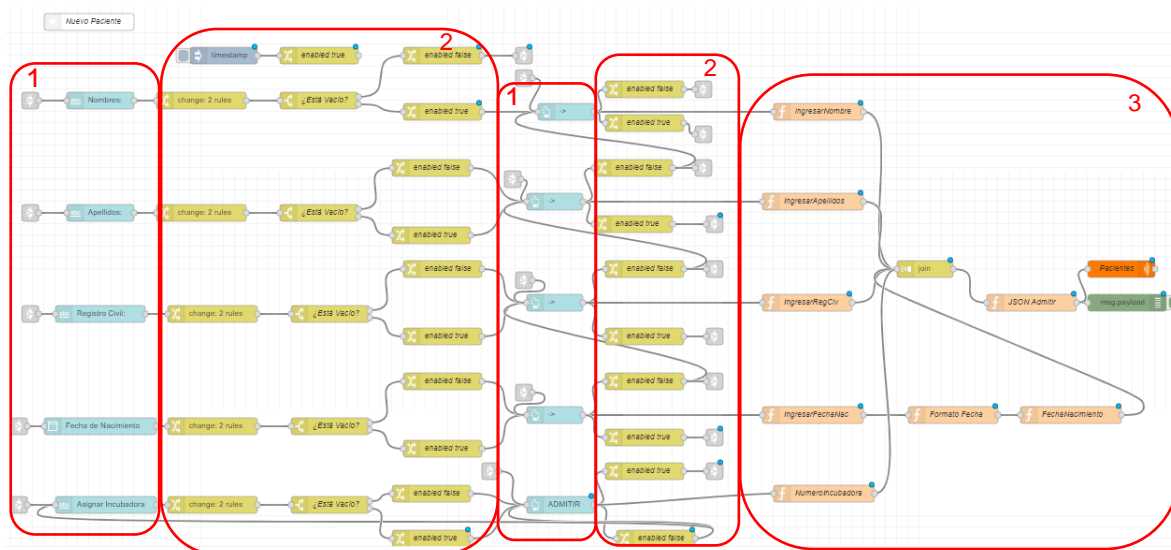 Nuevo Paciente
2
timestamp
enabled true
enabled false
1
Nombres:
change: 2 rules
¿Está Vacío?
enabled true
1
->
2
enabled false
enabled true
3
IngresarNombre
enabled false
enabled false
Apellidos:
change: 2 rules
¿Está Vacío?
enabled true
->
enabled true
IngresarApellidos
enabled false
enabled false
join
Pacientes
Registro Civil:
change: 2 rules
¿Está Vacío?
enabled true
->
enabled true
IngresarRegCiv
JSON Admitir
msg.payload
enabled false
enabled false
Fecha de Nacimiento
change: 2 rules
¿Está Vacío?
enabled true
->
enabled true
IngresarFechaNac
Formato Fecha
FechaNacimiento
enabled true
enabled false
Asignar Incubadora
change: 2 rules
¿Está Vacío?
ADMITIR
NumeroIncubadora
enabled true
enabled false